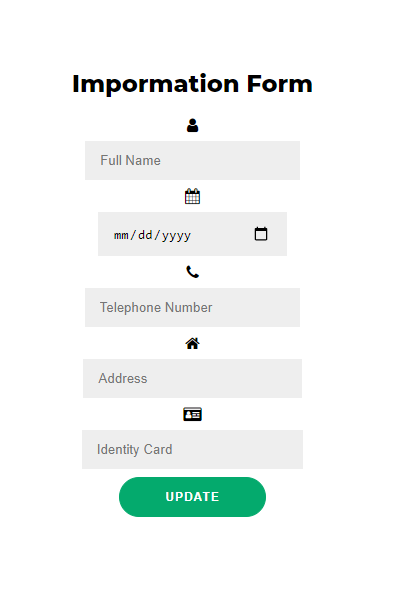 Impormation Form
Full Name
mm/dd/yyyy
Telephone Number
Address
Identity Card
UPDATE